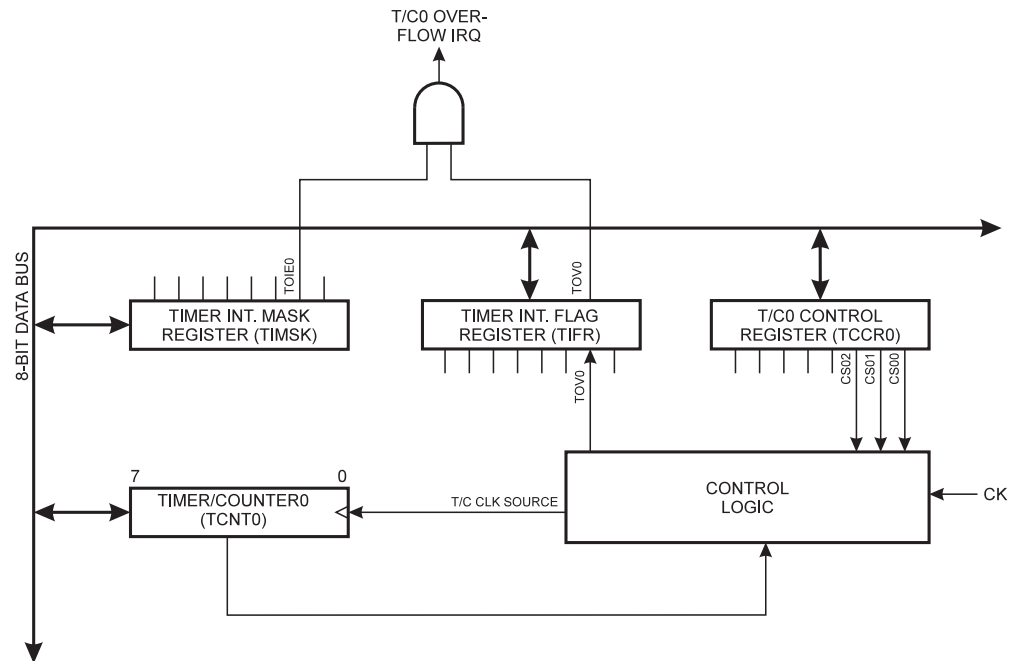 T/C0 OVER-
FLOW IRQ
8-BIT DATA BUS
TOIE0
TOV0
TIMER INT. MASK
REGISTER (TIMSK)
TIMER INT. FLAG
REGISTER (TIFR)
T/C0 CONTROL
REGISTER (TCCR0)
TOV0
CS02
CS01
CS00
7
0
TIMER/COUNTER0
(TCNT0)
T/C CLK SOURCE
CONTROL
LOGIC
CK